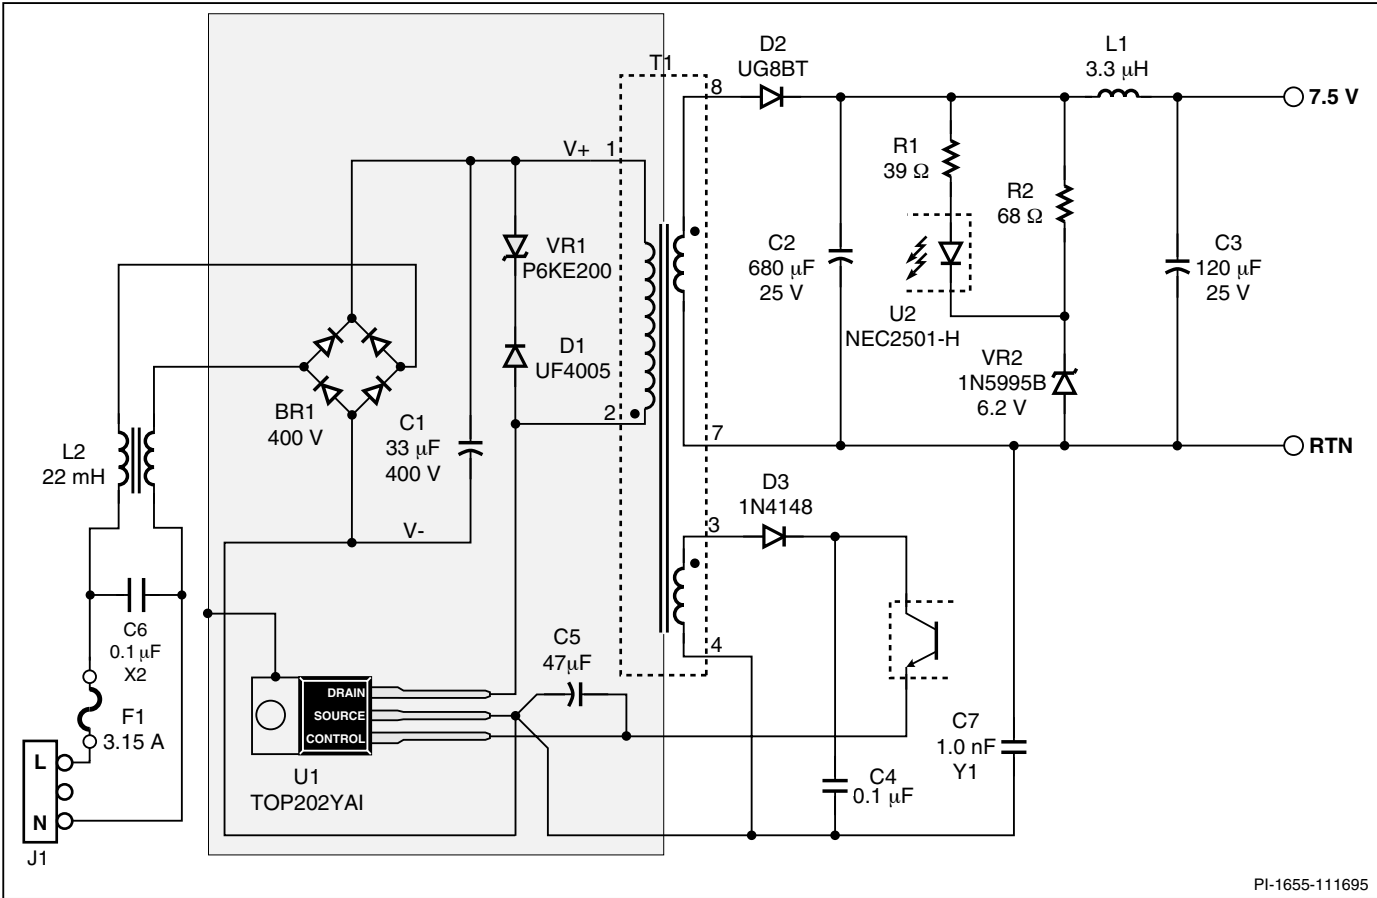 D2
UG8BT
L1
3.3 μH
T1
8
7.5 V
V+ 1
R1
39 Ω
R2
68 Ω
VR1
P6KE200
C2
680 μF
25 V
C3
120 μF
25 V
U2
NEC2501-H
D1
UF4005
VR2
1N5995B
6.2 V
BR1
400 V
C1
33 μF
400 V
2
7
RTN
L2
22 mH
D3
1N4148
V-
3
C6
0.1 μF
X2
C5
47μF
4
DRAIN
SOURCE
CONTROL
F1
3.15 A
C7
1.0 nF
Y1
L
N
J1
U1
TOP202YAI
C4
0.1 μF
PI-1655-111695